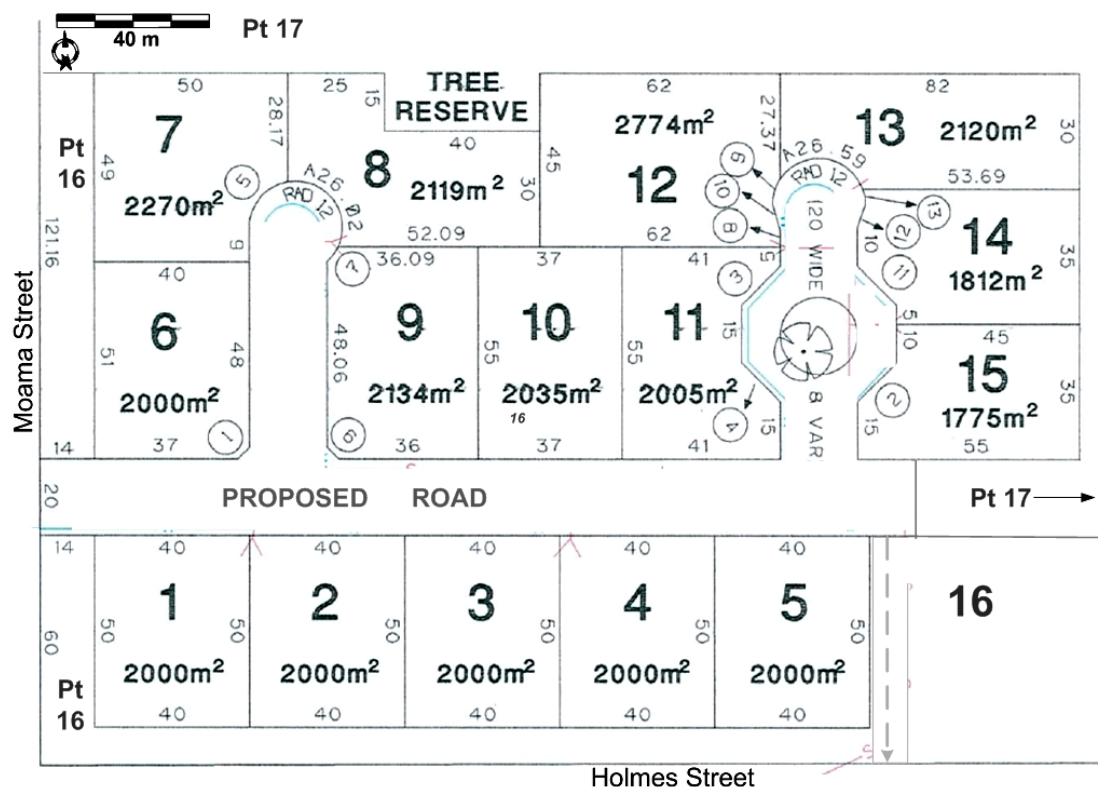 40 m
Pt 17
50
25
15
TREE
RESERVE
62
82
7
28.17
2774m²
27.37
13
2120m²
30
Pt
16
49
5
A26.02
RAD 12
8
40
2119m²
30
45
12
9
10
8
A26.59
RAD 12
53.69
13
12
2270m²
9
52.09
62
5
120 WIDE
10
14
1812m²
35
121.16
40
7
36.09
37
41
3
11
6
51
48
48.06
9
55
10
55
11
15
5
10
45
15
35
2000m²
2134m²
2035m²
16
2005m²
2
1775m²
Moama Street
14
37
1
6
36
37
41
4
15
8 VAR
15
55
20
PROPOSED ROAD
Pt 17
14
40
40
40
40
40
1
2
3
4
5
16
60
50
50
50
50
50
2000m²
2000m²
2000m²
2000m²
2000m²
Pt
16
40
40
40
40
40
Holmes Street